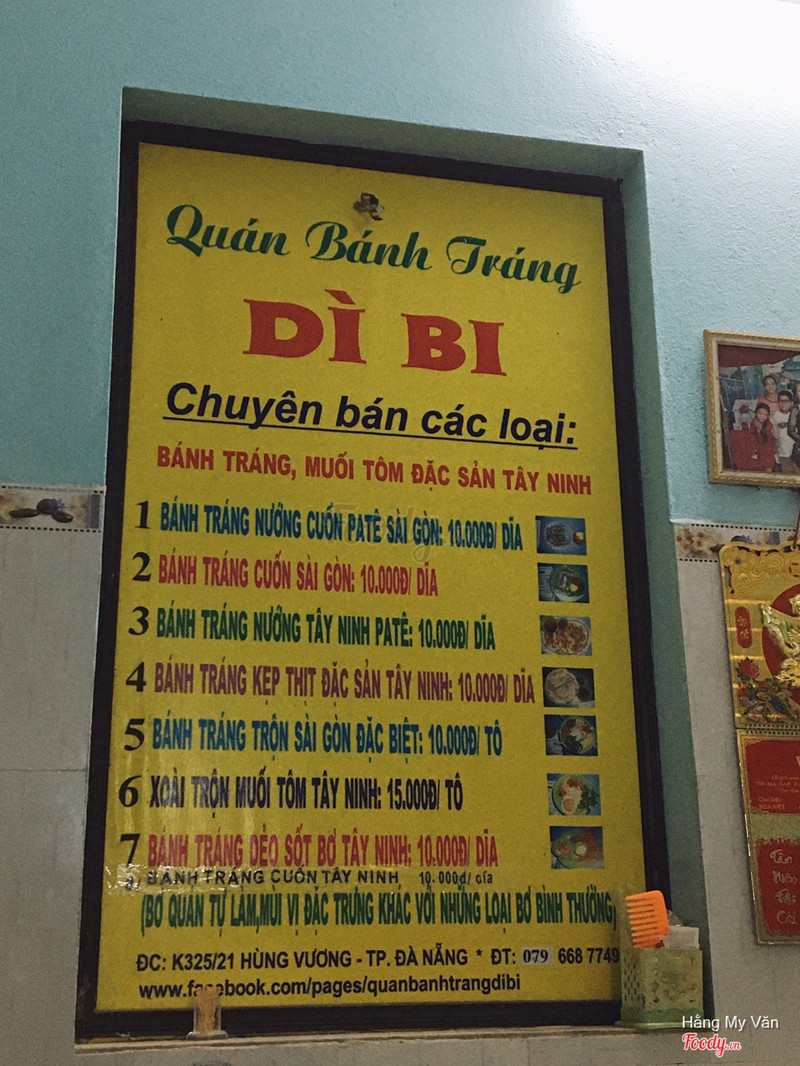 Quán Bánh Tráng
DÌ BI
Chuyên bán các loại:
BÁNH TRÁNG, MUỐI TÔM ĐẶC SẢN TÂY NINH
1 BÁNH TRÁNG NƯỚNG CUỐN PATÊ SÀI GÒN: 10.000Đ/ DĨA
2 BÁNH TRÁNG CUỐN SÀI GÒN: 10.000Đ/ DĨA
3 BÁNH TRÁNG NƯỚNG TÂY NINH PATÊ: 10.000Đ/ DĨA
4 BÁNH TRÁNG KẸP THỊT ĐẶC SẢN TÂY NINH: 10.000Đ/ DĨA
5 BÁNH TRÁNG TRỘN SÀI GÒN ĐẶC BIỆT: 10.000Đ/ TÔ
6 XOÀI TRỘN MUỐI TÔM TÂY NINH: 15.000Đ/ TÔ
7 BÁNH TRÁNG DẺO SỐT BƠ TÂY NINH: 10.000Đ/ DĨA
8. BÁNH TRÁNG CUỐN TÂY NINH 10.000đ/ dĩa
(BƠ QUÁN TỰ LÀM,MÙI VỊ ĐẶC TRƯNG KHÁC VỚI NHỮNG LOẠI BƠ BÌNH THƯỜNG)
ĐC: K325/21 HÙNG VƯƠNG - TP. ĐÀ NẴNG * ĐT: 079 668 7749
www.facebook.com/pages/quanbanhtrangdibi
Hằng My Văn
Foody.vn